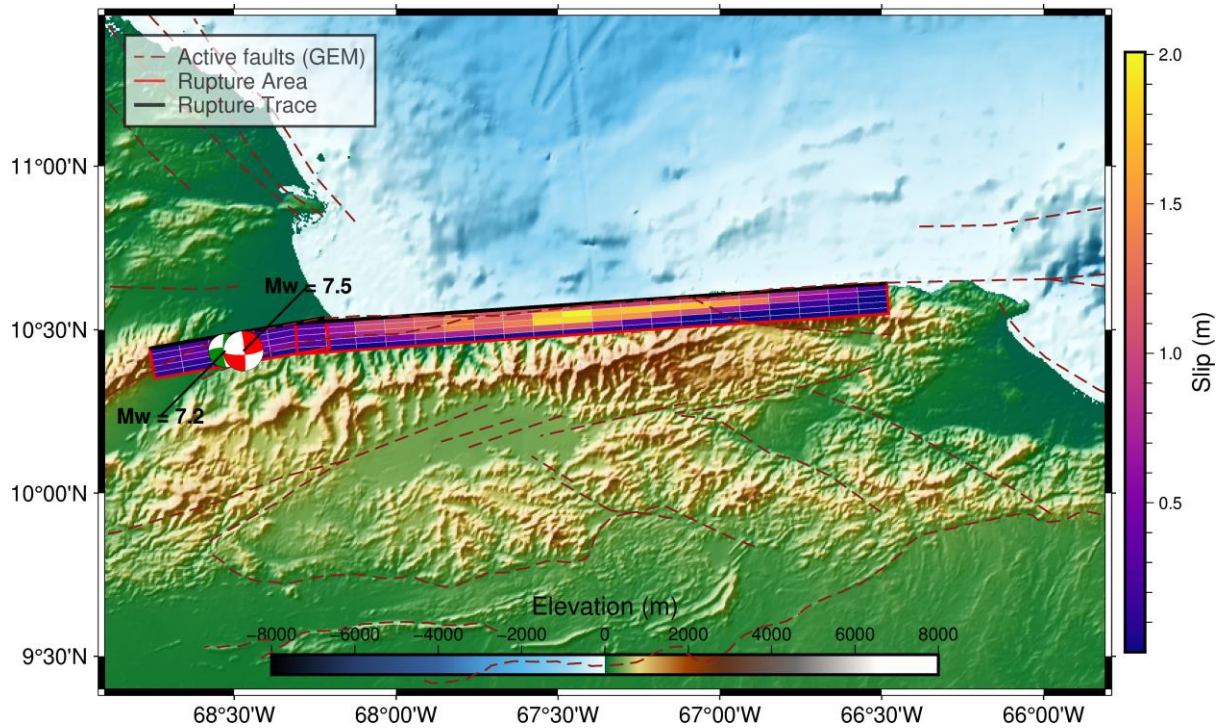 Active faults (GEM)
Rupture Area
Rupture Trace
11°00'N
10°30'N
10°00'N
9°30'N
Mw = 7.5
Mw = 7.2
2.0
1.5
1.0
0.5
Slip (m)
Elevation (m)
−8000 −6000 −4000 −2000 0 2000 4000 6000 8000
68°30'W 68°00'W 67°30'W 67°00'W 66°30'W 66°00'W